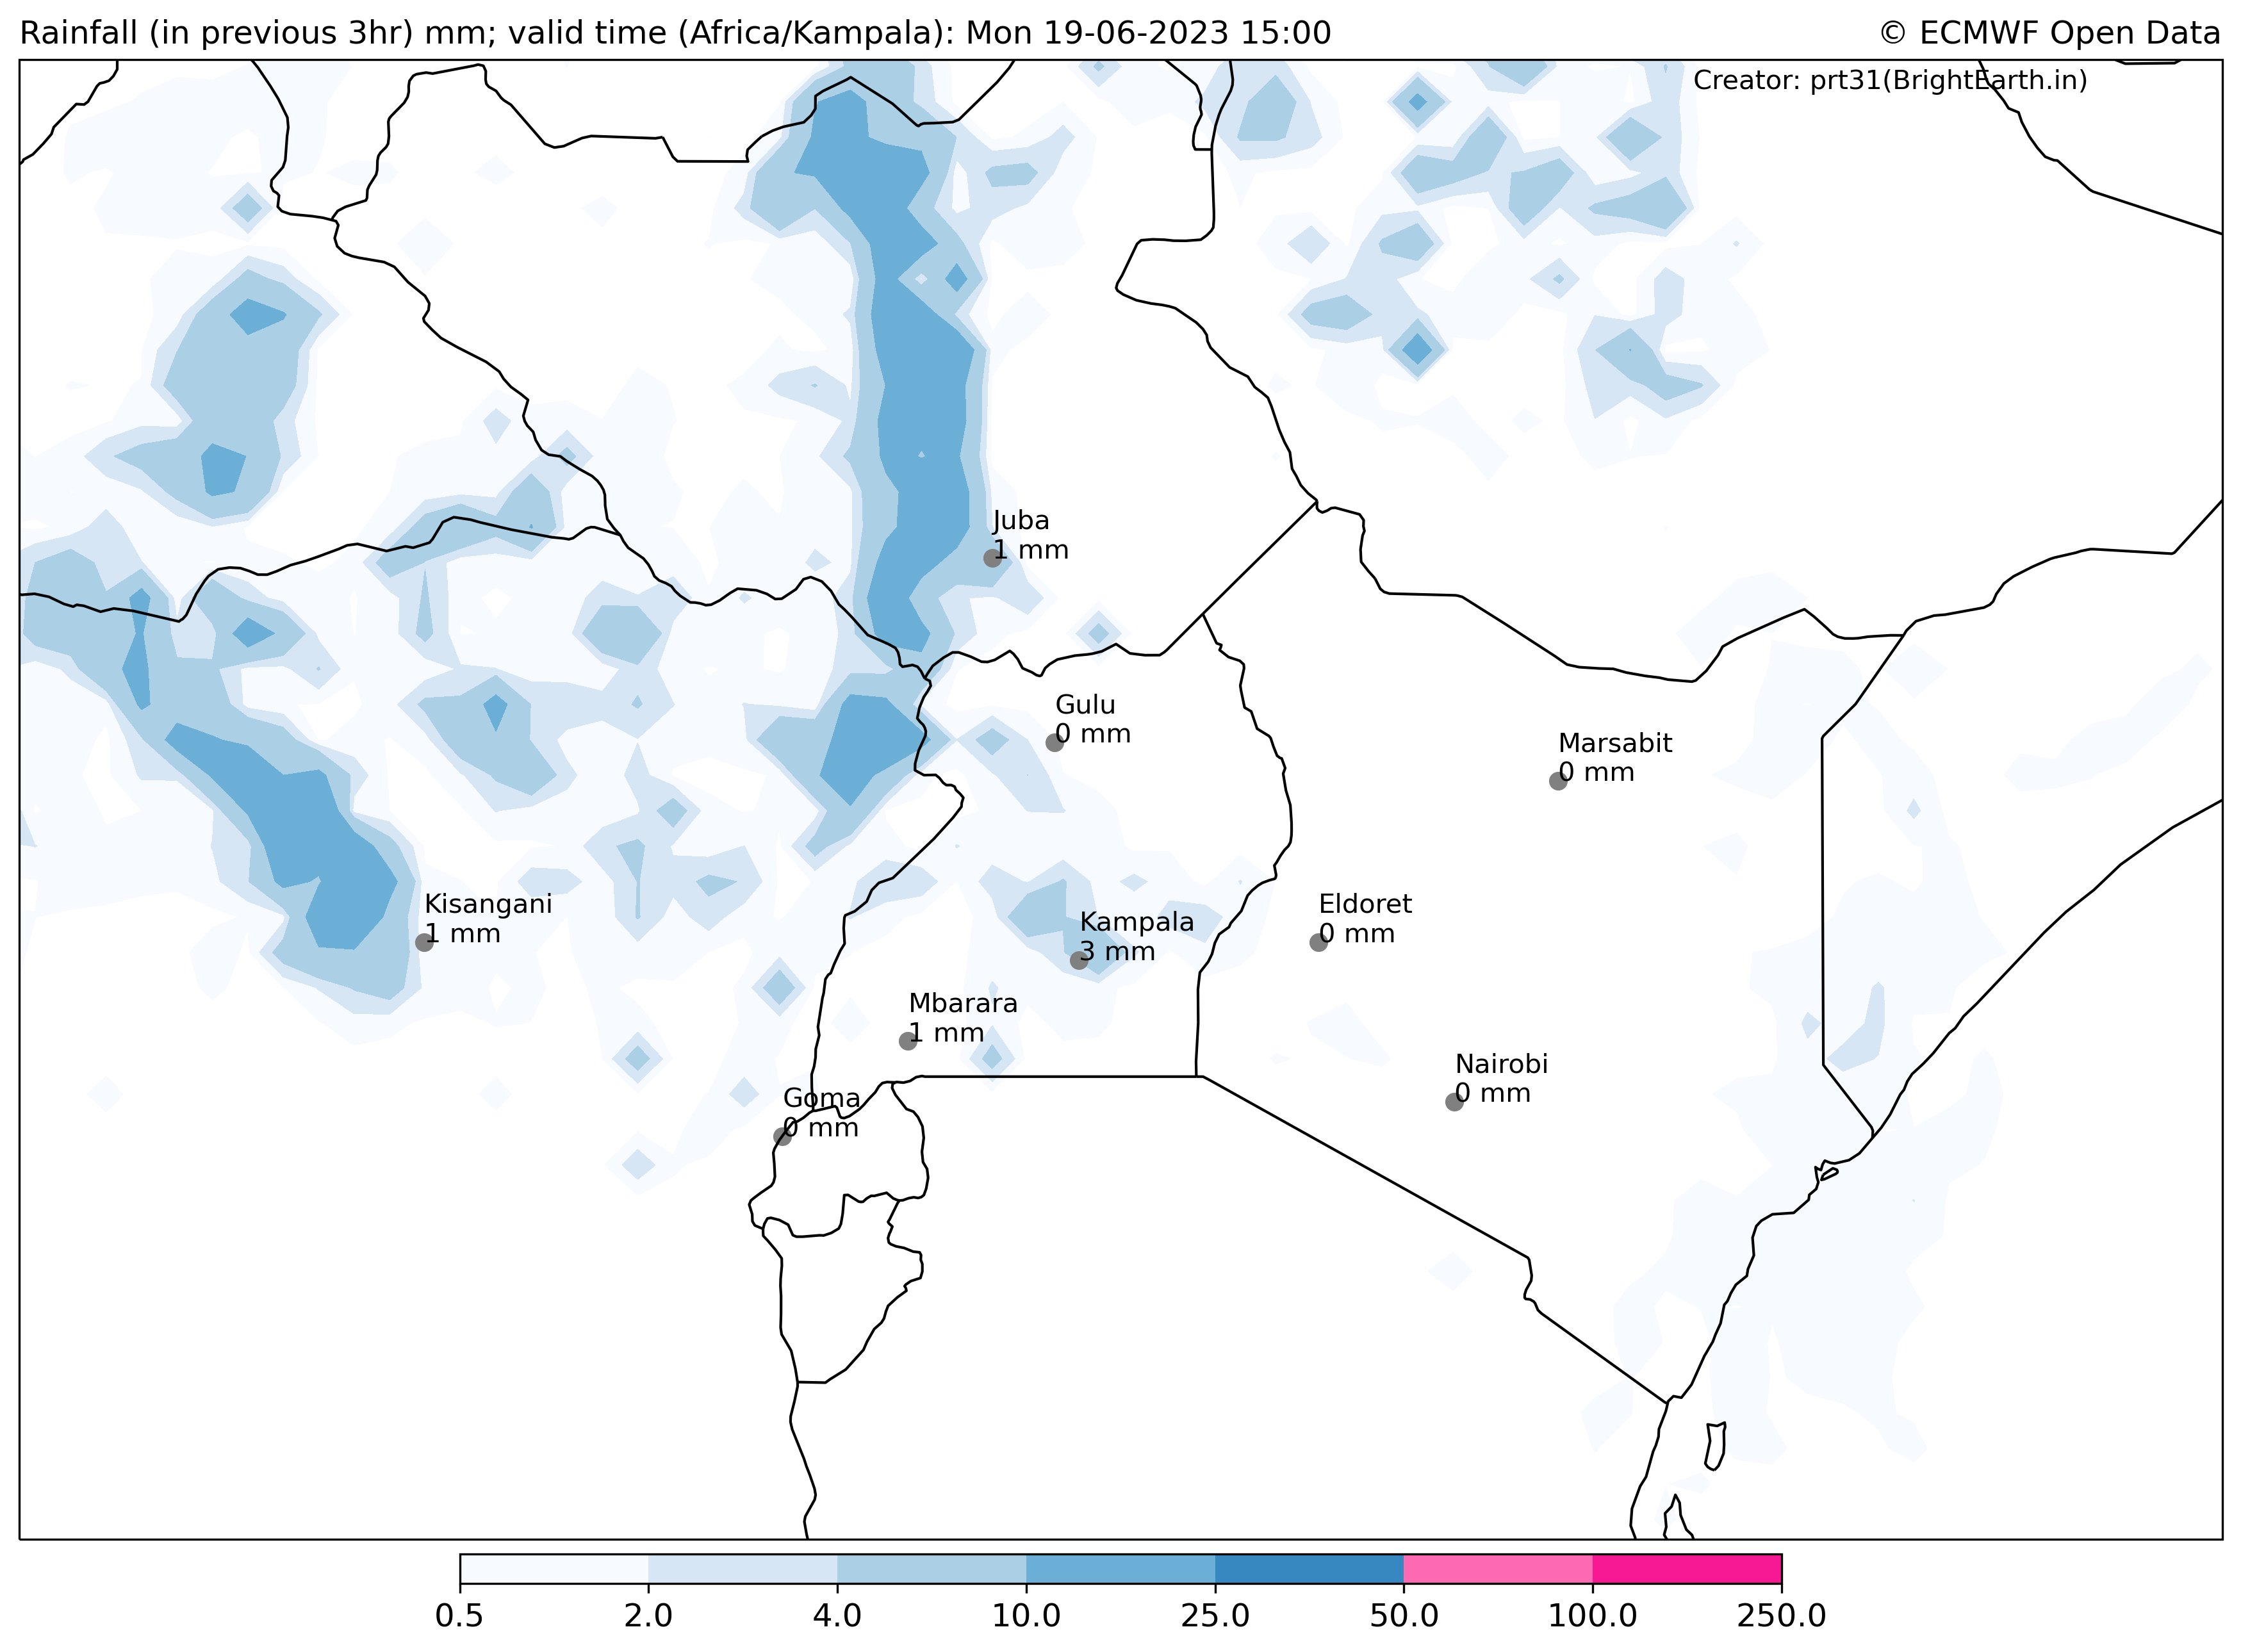 Rainfall (in previous 3hr) mm; valid time (Africa/Kampala): Mon 19-06-2023 15:00
© ECMWF Open Data
Creator: prt31(BrightEarth.in)
Juba
1 mm
Gulu
0 mm
Marsabit
0 mm
Kisangani
1 mm
Eldoret
0 mm
Kampala
3 mm
Mbarara
1 mm
Nairobi
0 mm
Goma
0 mm
0.5
2.0
4.0
10.0
25.0
50.0
100.0
250.0